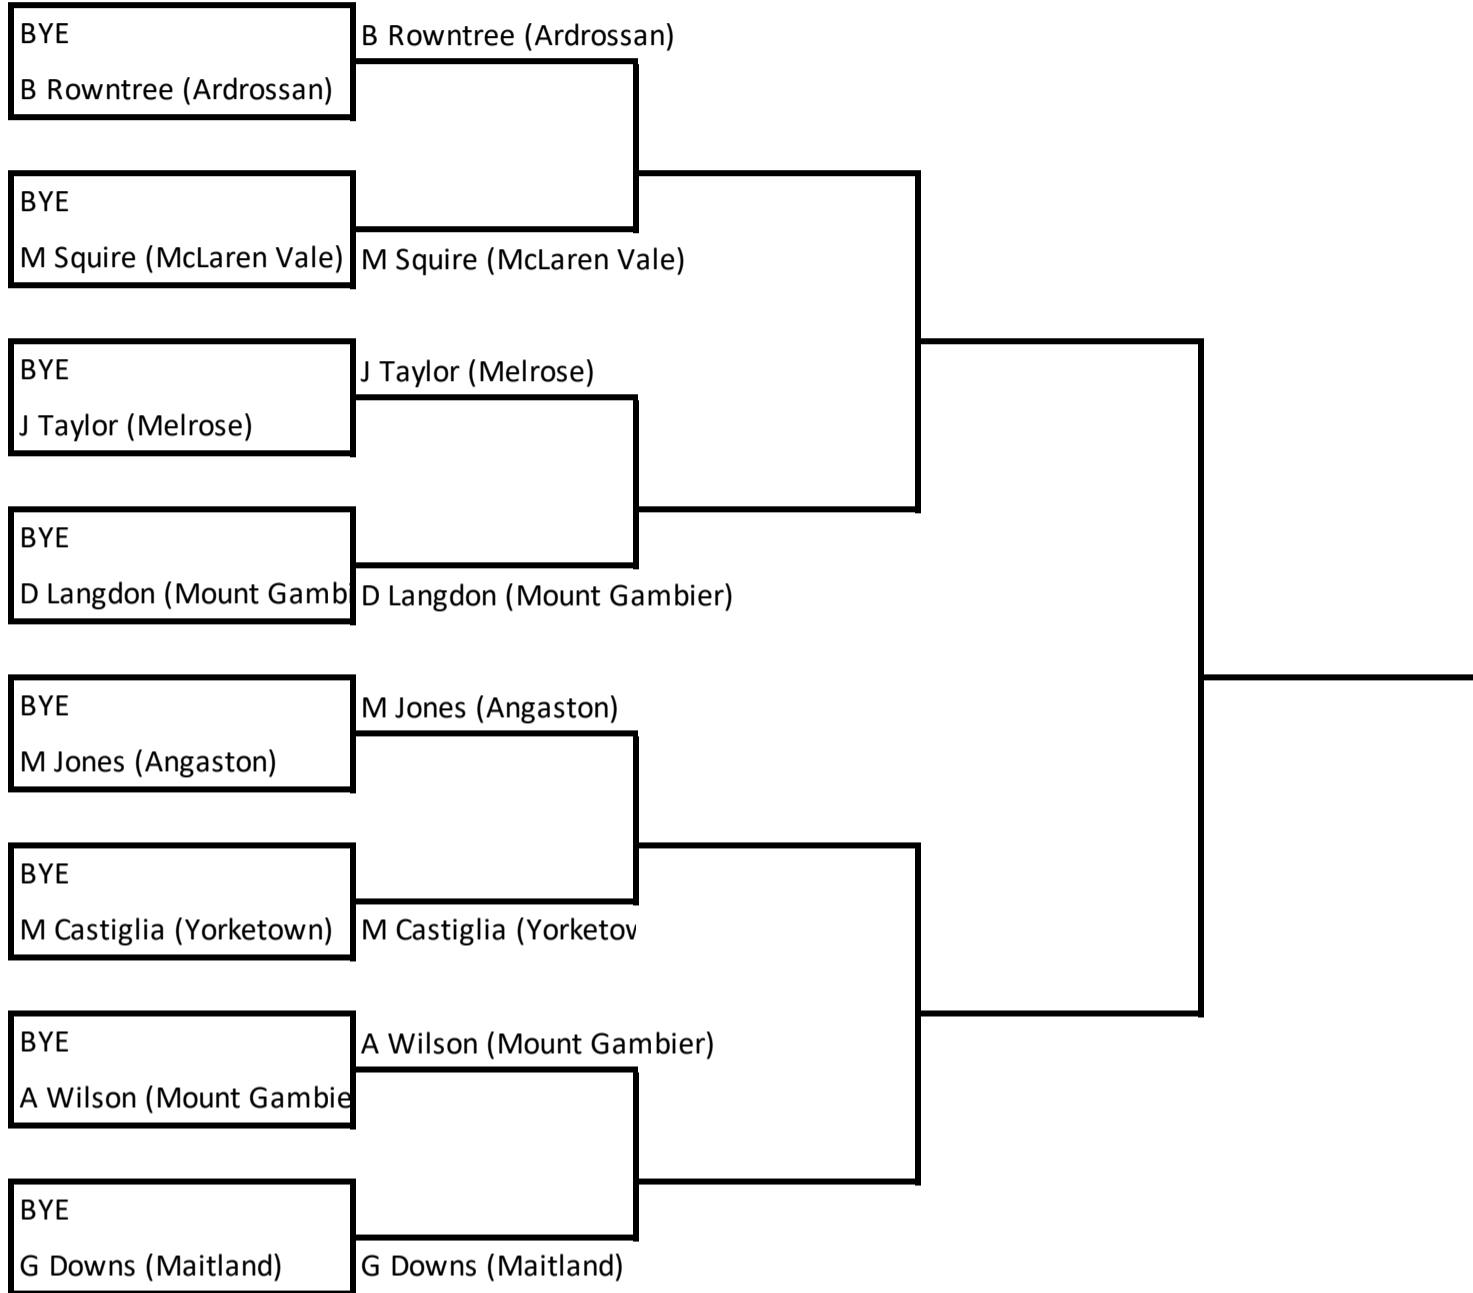 BYE
B Rowntree (Ardrossan)
B Rowntree (Ardrossan)
BYE
M Squire (McLaren Vale)
M Squire (McLaren Vale)
BYE
J Taylor (Melrose)
J Taylor (Melrose)
BYE
D Langdon (Mount Gambi
D Langdon (Mount Gambier)
BYE
M Jones (Angaston)
M Jones (Angaston)
BYE
M Castiglia (Yorketown)
M Castiglia (Yorketow
BYE
A Wilson (Mount Gambier)
A Wilson (Mount Gambie
BYE
G Downs (Maitland)
G Downs (Maitland)